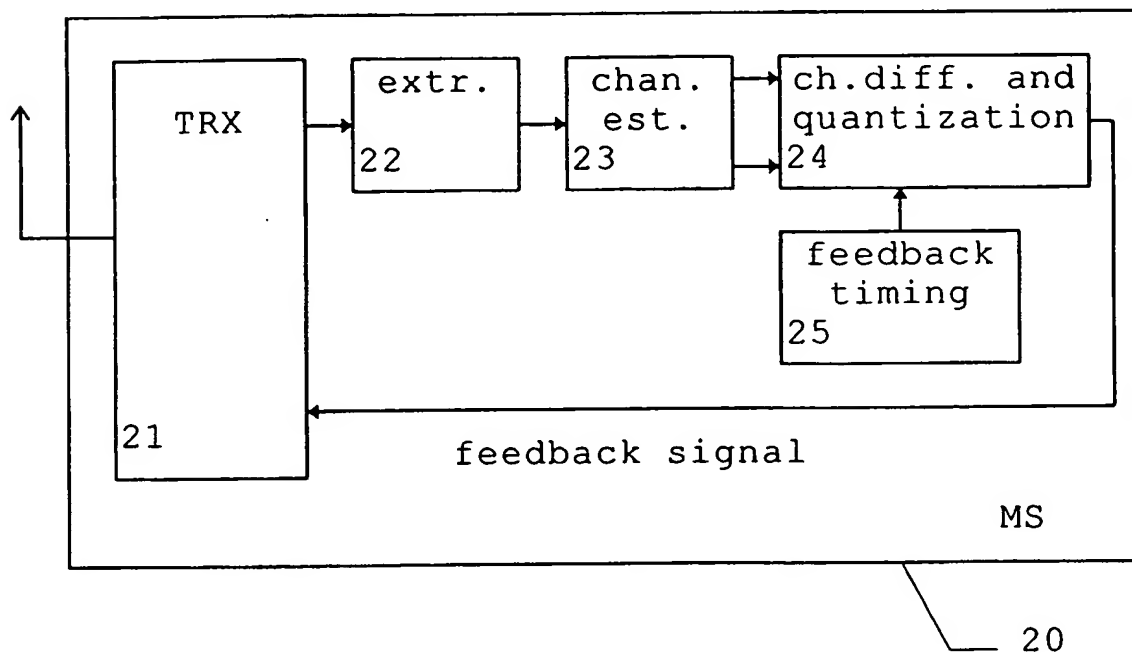 TRX
21
extr.
22
chan.
est.
23
ch.diff. and
quantization
24
feedback
timing
25
feedback signal
MS
20